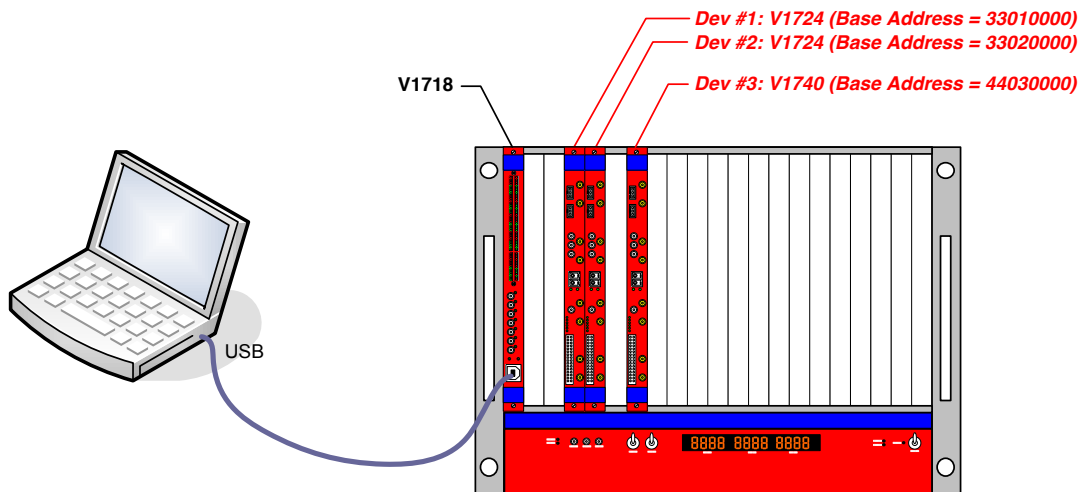 Dev #1: V1724 (Base Address = 33010000)
Dev #2: V1724 (Base Address = 33020000)
V1718
Dev #3: V1740 (Base Address = 44030000)
USB
8888 8888 8888